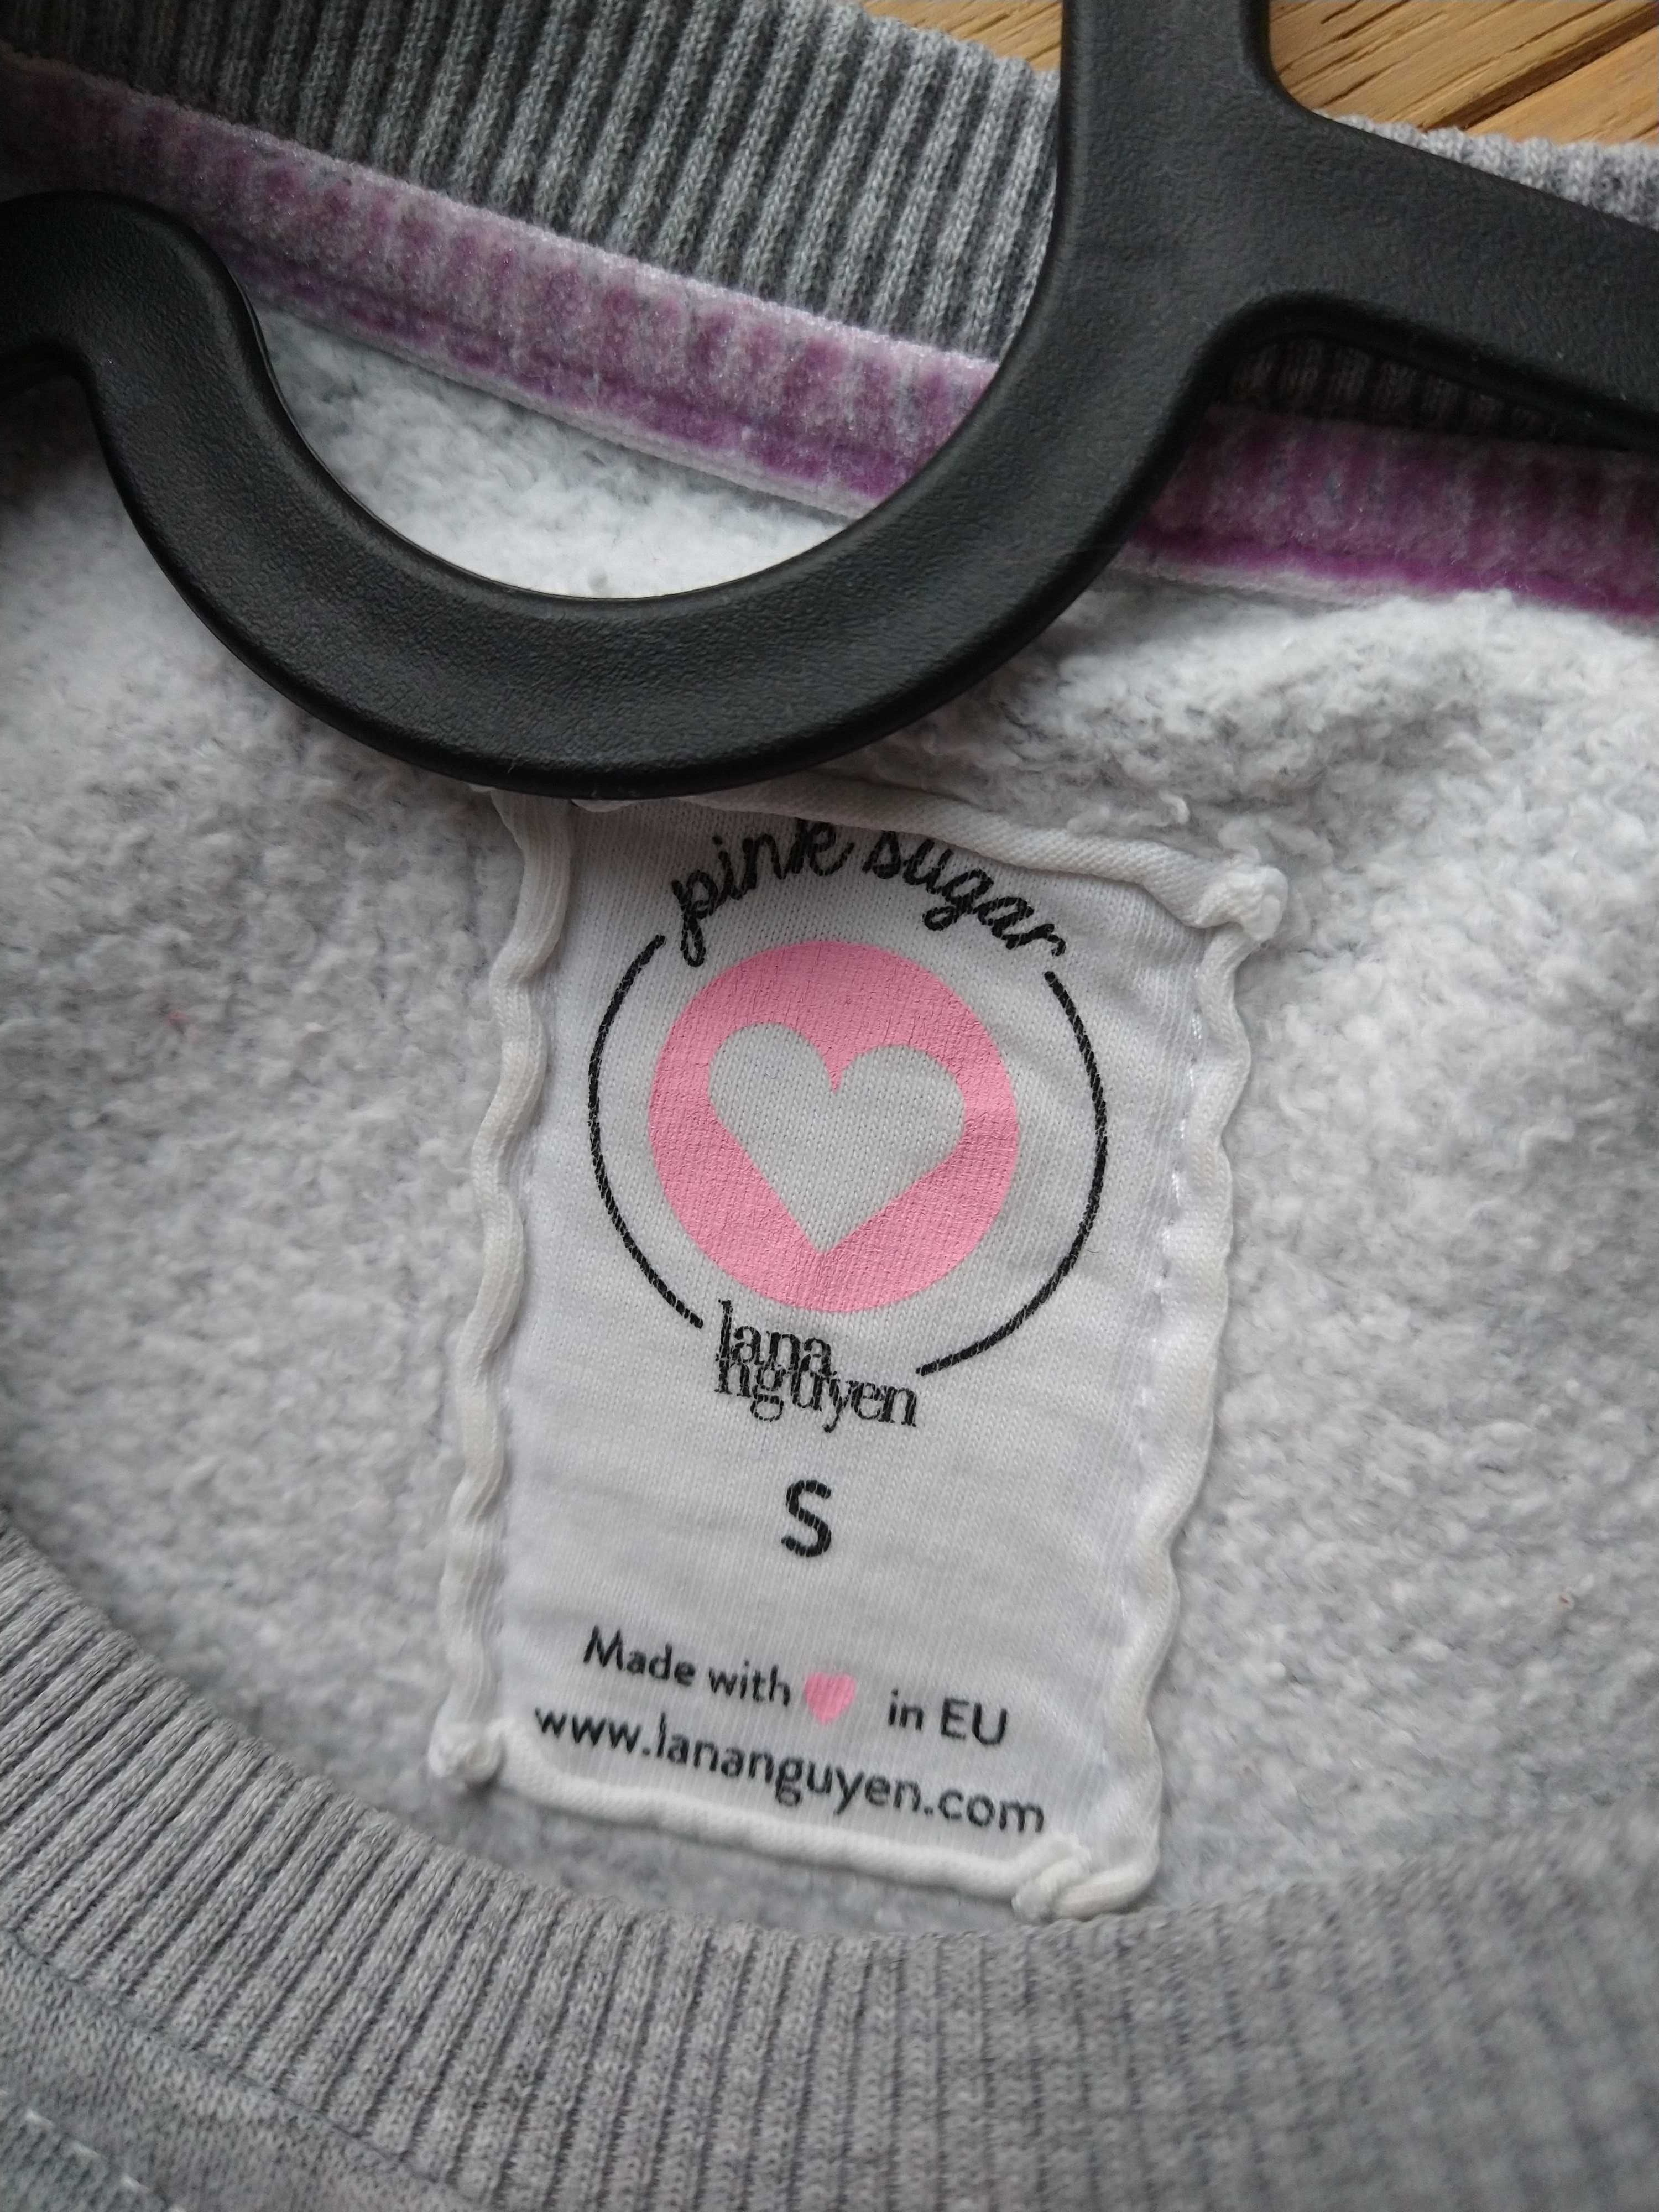 pink sugar
lana
nguyen
S
Made with in EU
www.lananguyen.com